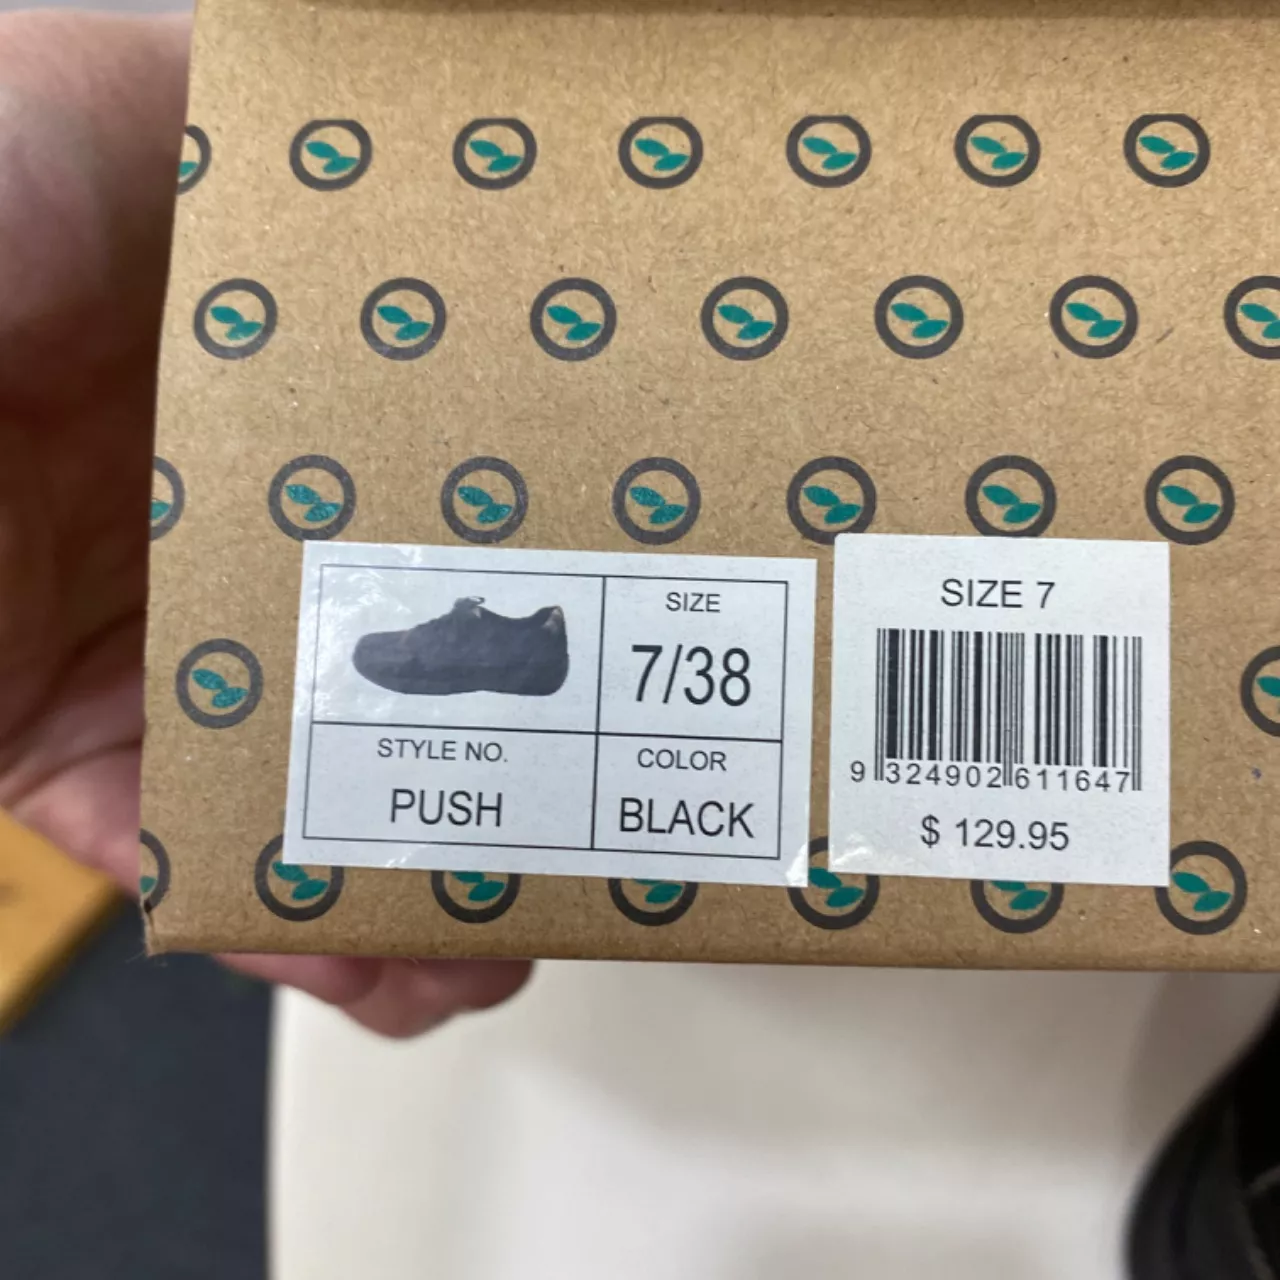 SIZE
7/38
STYLE NO.
PUSH
COLOR
BLACK
SIZE 7
9 324902 611647
$ 129.95